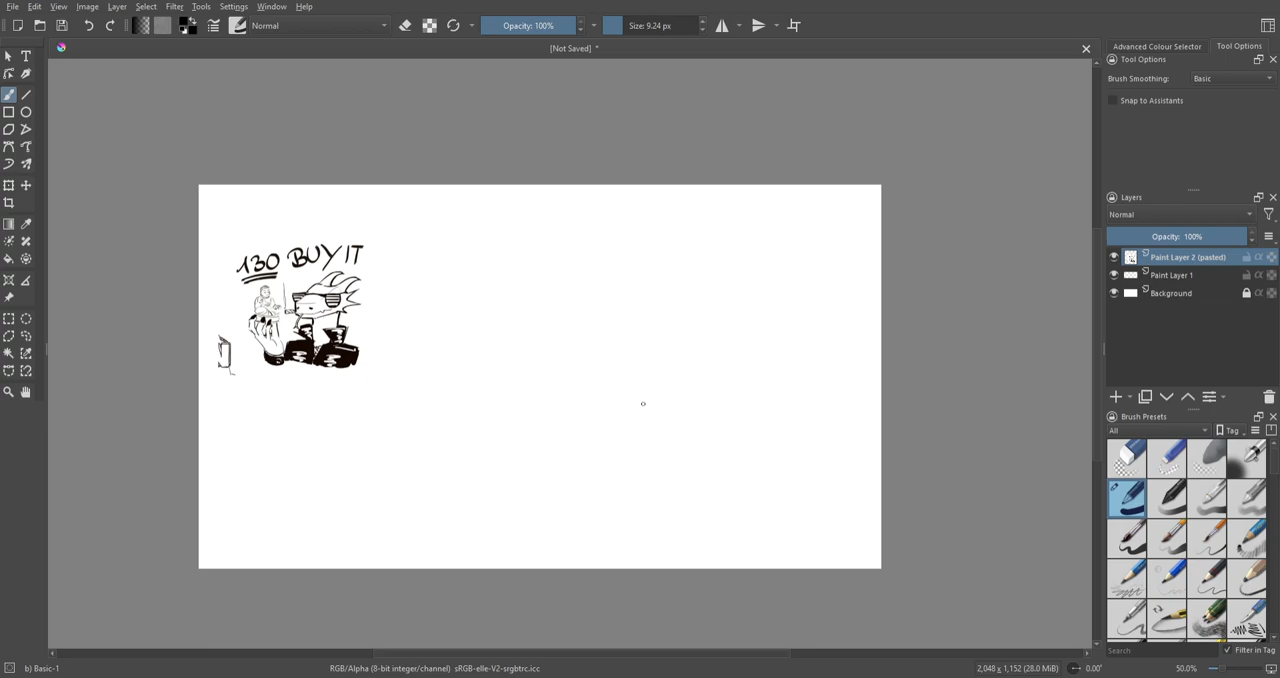 File Edit View Image Layer Select Filter Tools Settings Window Help
Normal
Opacity: 100%
Size: 9.24 px
[Not Saved] *
Advanced Colour Selector Tool Options
Tool Options
Brush Smoothing: Basic
Snap to Assistants
Layers
Normal
Opacity: 100%
Paint Layer 2 (pasted)
Paint Layer 1
Background
130 BUY IT
Brush Presets
All Tag
Search Filter in Tag
b) Basic-1 RGB/Alpha (8-bit integer/channel) sRGB-elle-V2-srgbtrc.icc 2,048 x 1,152 (28.0 MiB) 0.00° 50.0%